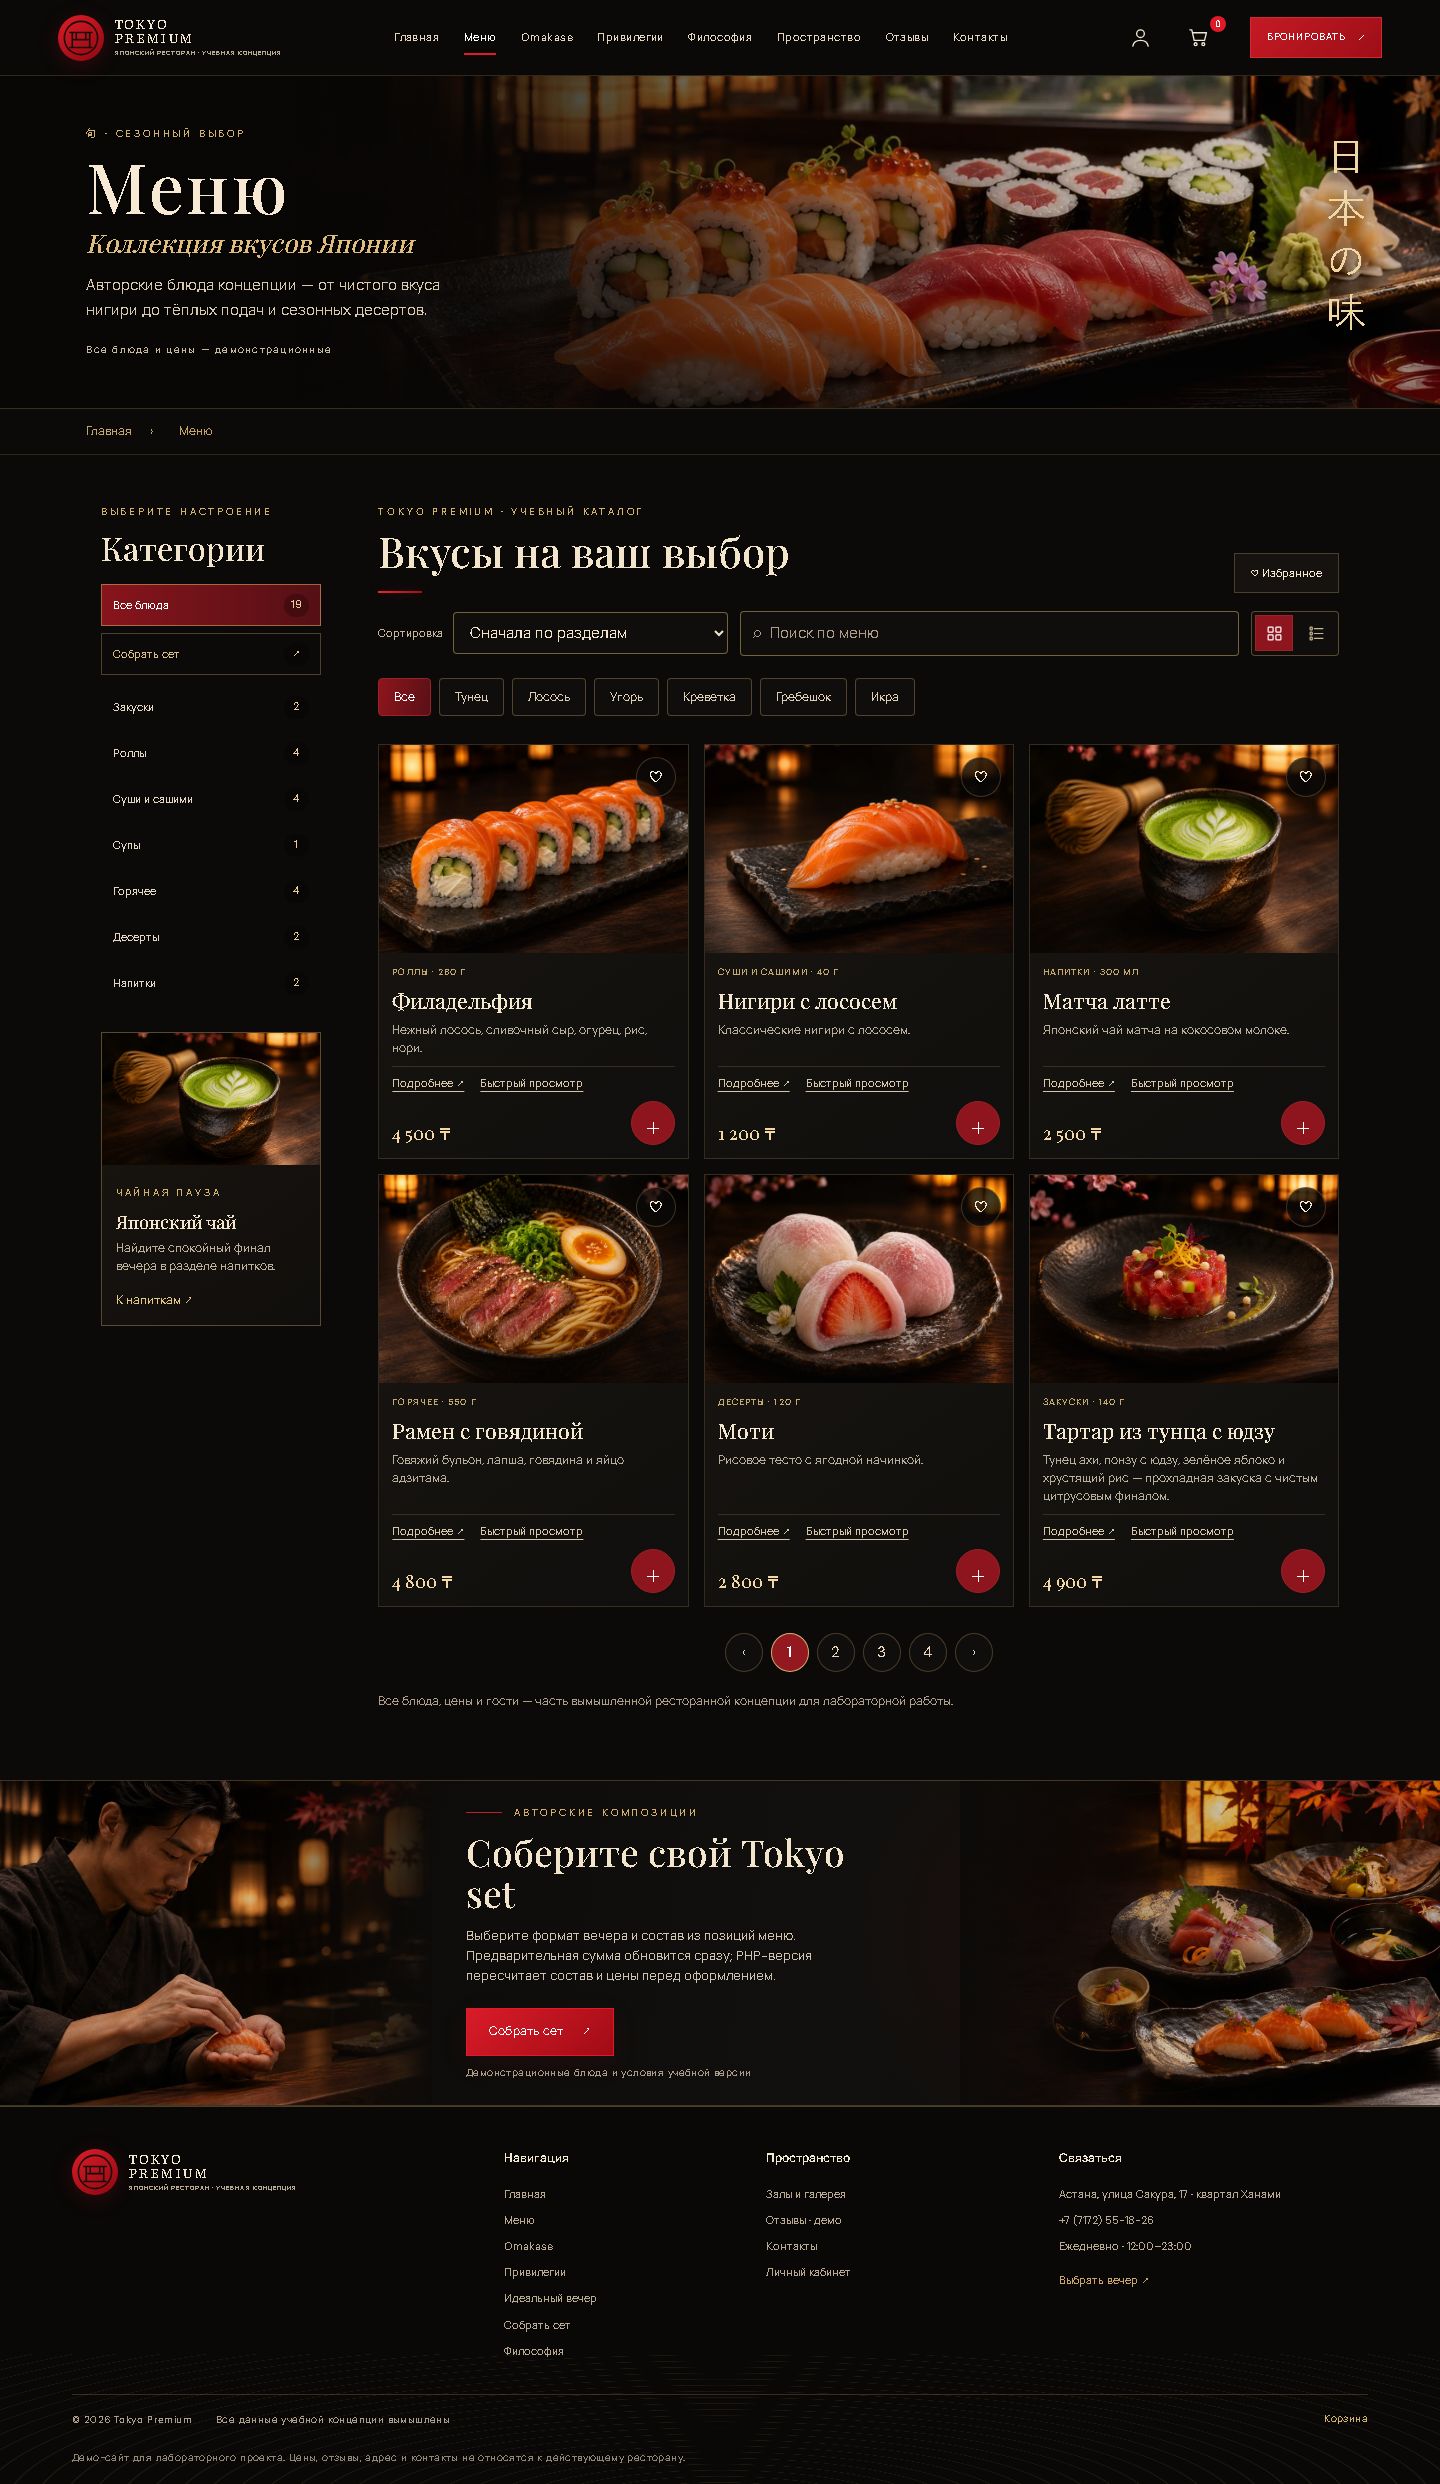 TOKYO
PREMIUM
ЯПОНСКИЙ РЕСТОРАН · УЧЕБНАЯ КОНЦЕПЦИЯ
Главная
Меню
Omakase
Привилегии
Философия
Пространство
Отзывы
Контакты
0
БРОНИРОВАТЬ ↗
旬 · СЕЗОННЫЙ ВЫБОР
Меню
Коллекция вкусов Японии
Авторские блюда концепции — от чистого вкуса
нигири до тёплых подач и сезонных десертов.
Все блюда и цены — демонстрационные
日
本
の
味
Главная › Меню
ВЫБЕРИТЕ НАСТРОЕНИЕ
Категории
Все блюда 19
Собрать сет ↗
Закуски 2
Роллы 4
Суши и сашими 4
Супы 1
Горячее 4
Десерты 2
Напитки 2
ЧАЙНАЯ ПАУЗА
Японский чай
Найдите спокойный финал
вечера в разделе напитков.
К напиткам ↗
TOKYO PREMIUM · УЧЕБНЫЙ КАТАЛОГ
Вкусы на ваш выбор
♡ Избранное
Сортировка
Сначала по разделам
⌕ Поиск по меню
Все
Тунец
Лосось
Угорь
Креветка
Гребешок
Икра
РОЛЛЫ · 280 Г
Филадельфия
Нежный лосось, сливочный сыр, огурец, рис,
нори.
Подробнее ↗ Быстрый просмотр
4 500 ₸
+
СУШИ И САШИМИ · 40 Г
Нигири с лососем
Классические нигири с лососем.
Подробнее ↗ Быстрый просмотр
1 200 ₸
+
НАПИТКИ · 300 МЛ
Матча латте
Японский чай матча на кокосовом молоке.
Подробнее ↗ Быстрый просмотр
2 500 ₸
+
ГОРЯЧЕЕ · 550 Г
Рамен с говядиной
Говяжий бульон, лапша, говядина и яйцо
адзитама.
Подробнее ↗ Быстрый просмотр
4 800 ₸
+
ДЕСЕРТЫ · 120 Г
Моти
Рисовое тесто с ягодной начинкой.
Подробнее ↗ Быстрый просмотр
2 800 ₸
+
ЗАКУСКИ · 140 Г
Тартар из тунца с юдзу
Тунец ахи, понзу с юдзу, зелёное яблоко и
хрустящий рис — прохладная закуска с чистым
цитрусовым финалом.
Подробнее ↗ Быстрый просмотр
4 900 ₸
+
‹ 1 2 3 4 ›
Все блюда, цены и гости — часть вымышленной ресторанной концепции для лабораторной работы.
АВТОРСКИЕ КОМПОЗИЦИИ
Соберите свой Tokyo
set
Выберите формат вечера и состав из позиций меню.
Предварительная сумма обновится сразу; PHP-версия
пересчитает состав и цены перед оформлением.
Собрать сет ↗
Демонстрационные блюда и условия учебной версии
TOKYO
PREMIUM
ЯПОНСКИЙ РЕСТОРАН · УЧЕБНАЯ КОНЦЕПЦИЯ
Навигация
Главная
Меню
Omakase
Привилегии
Идеальный вечер
Собрать сет
Философия
Пространство
Залы и галерея
Отзывы · демо
Контакты
Личный кабинет
Связаться
Астана, улица Сакура, 17 · квартал Ханами
+7 (7172) 55-18-26
Ежедневно · 12:00–23:00
Выбрать вечер ↗
© 2026 Tokyo Premium
Все данные учебной концепции вымышлены
Корзина
Демо-сайт для лабораторного проекта. Цены, отзывы, адрес и контакты не относятся к действующему ресторану.